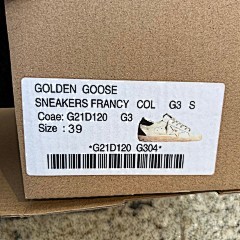 GOLDEN GOOSE
SNEAKERS FRANCY COL G3 S
Coae: G21D120 G3
Size : 39
*G21D120 G304*